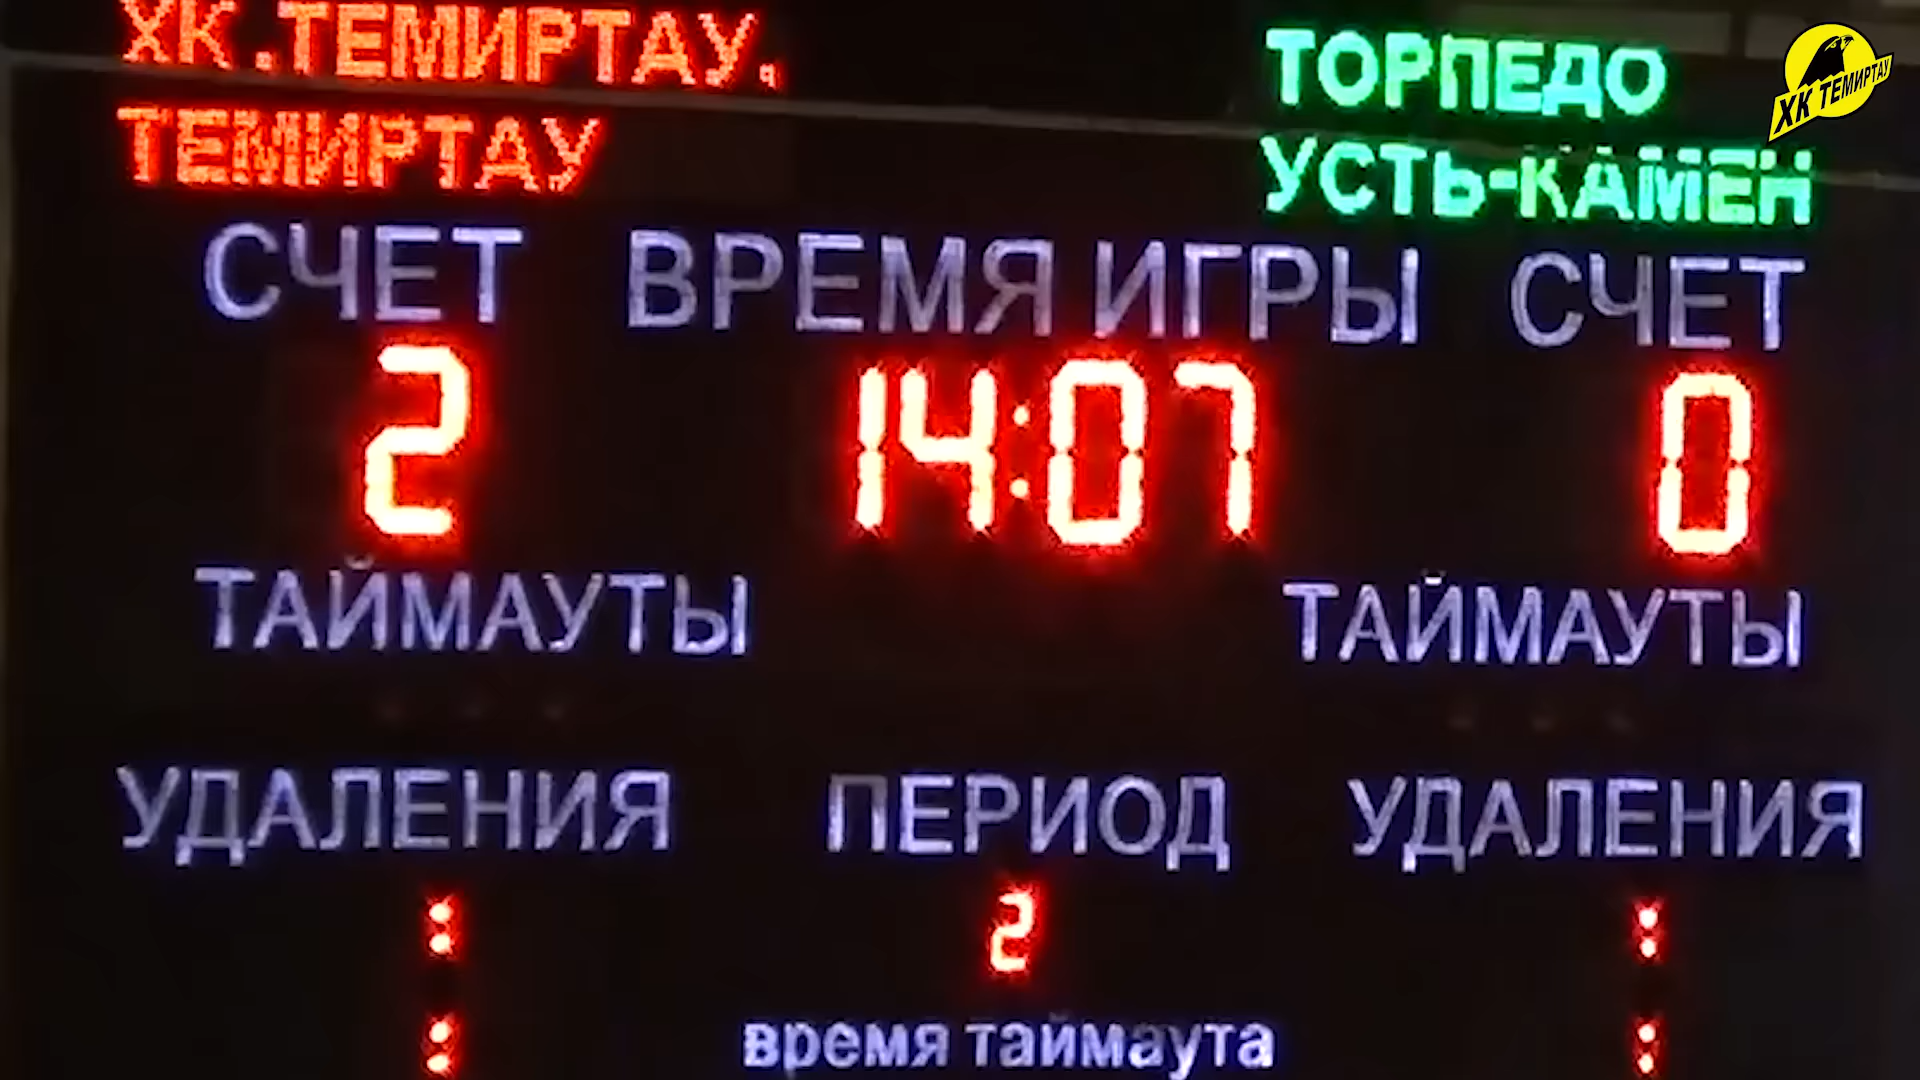 ХК.ТЕМИРТАУ.
ТЕМИРТАУ
ТОРПЕДО
УСТЬ-КАМЕН
ХК ТЕМИРТАУ
СЧЕТ ВРЕМЯ ИГРЫ СЧЕТ
2 14:07 0
ТАЙМАУТЫ ТАЙМАУТЫ
УДАЛЕНИЯ ПЕРИОД УДАЛЕНИЯ
: 2 :
время таймаута
: :